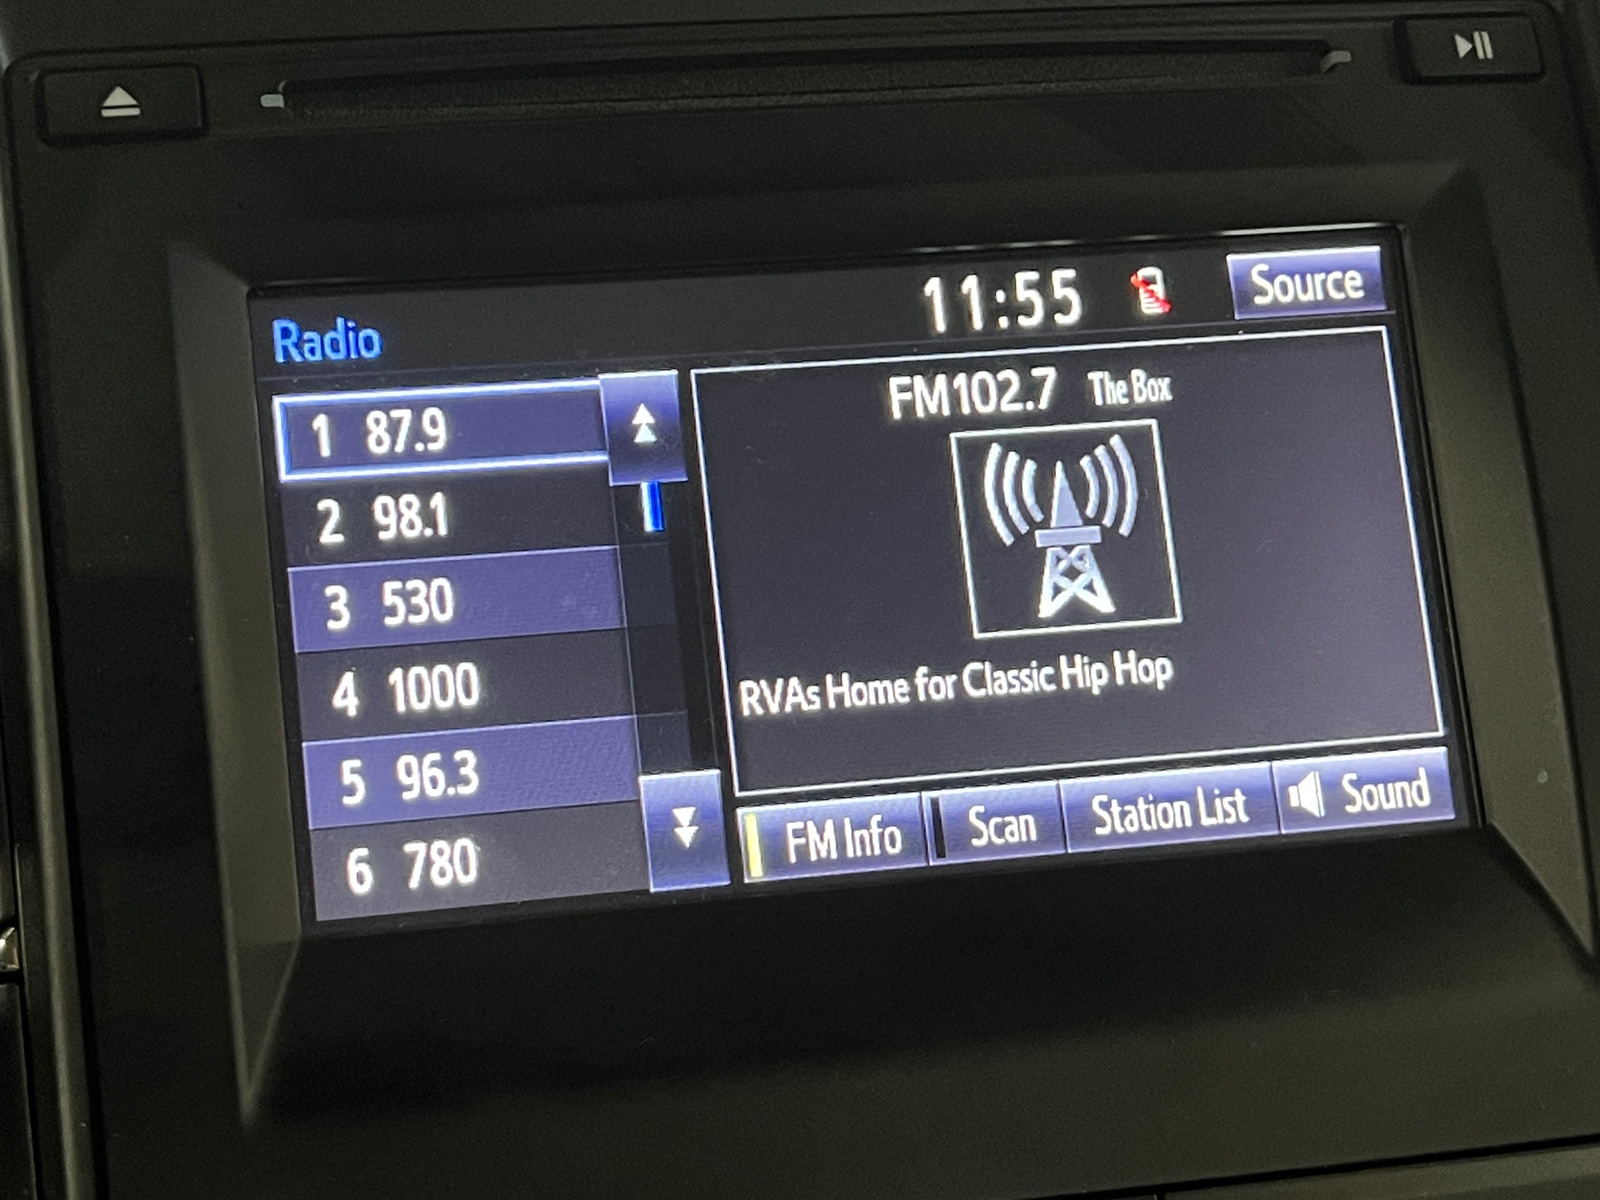 11:55
Source
Radio
1 87.9
2 98.1
3 530
4 1000
5 96.3
6 780
FM102.7 The Box
RVAs Home for Classic Hip Hop
FM Info
Scan
Station List
Sound